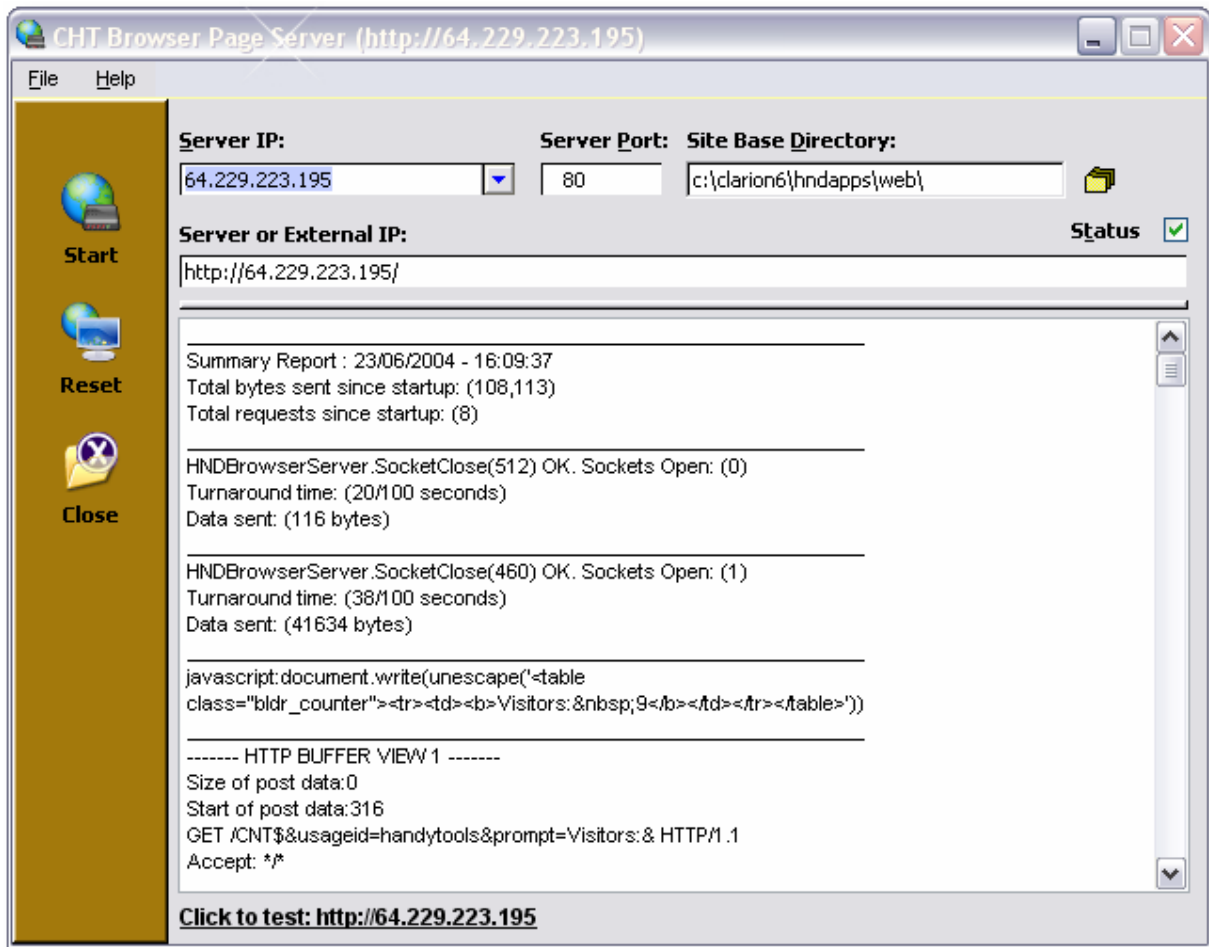 CHT Browser Page Server (http://64.229.223.195)
File Help
Server IP: Server Port: Site Base Directory:
64.229.223.195 80 c:\clarion6\hndapps\web\
Start
Server or External IP: Status
http://64.229.223.195/
Reset
Close
Summary Report : 23/06/2004 - 16:09:37
Total bytes sent since startup: (108,113)
Total requests since startup: (8)
HNDBrowserServer.SocketClose(512) OK. Sockets Open: (0)
Turnaround time: (20/100 seconds)
Data sent: (116 bytes)
HNDBrowserServer.SocketClose(460) OK. Sockets Open: (1)
Turnaround time: (38/100 seconds)
Data sent: (41634 bytes)
javascript:document.write(unescape('<table
class="bldr_counter"><tr><td><b>Visitors:&nbsp;9</b></td></tr></table>'))
------- HTTP BUFFER VIEW 1 -------
Size of post data:0
Start of post data:316
GET /CNT$&usageid=handytools&prompt=Visitors:& HTTP/1.1
Accept: */*
Click to test: http://64.229.223.195